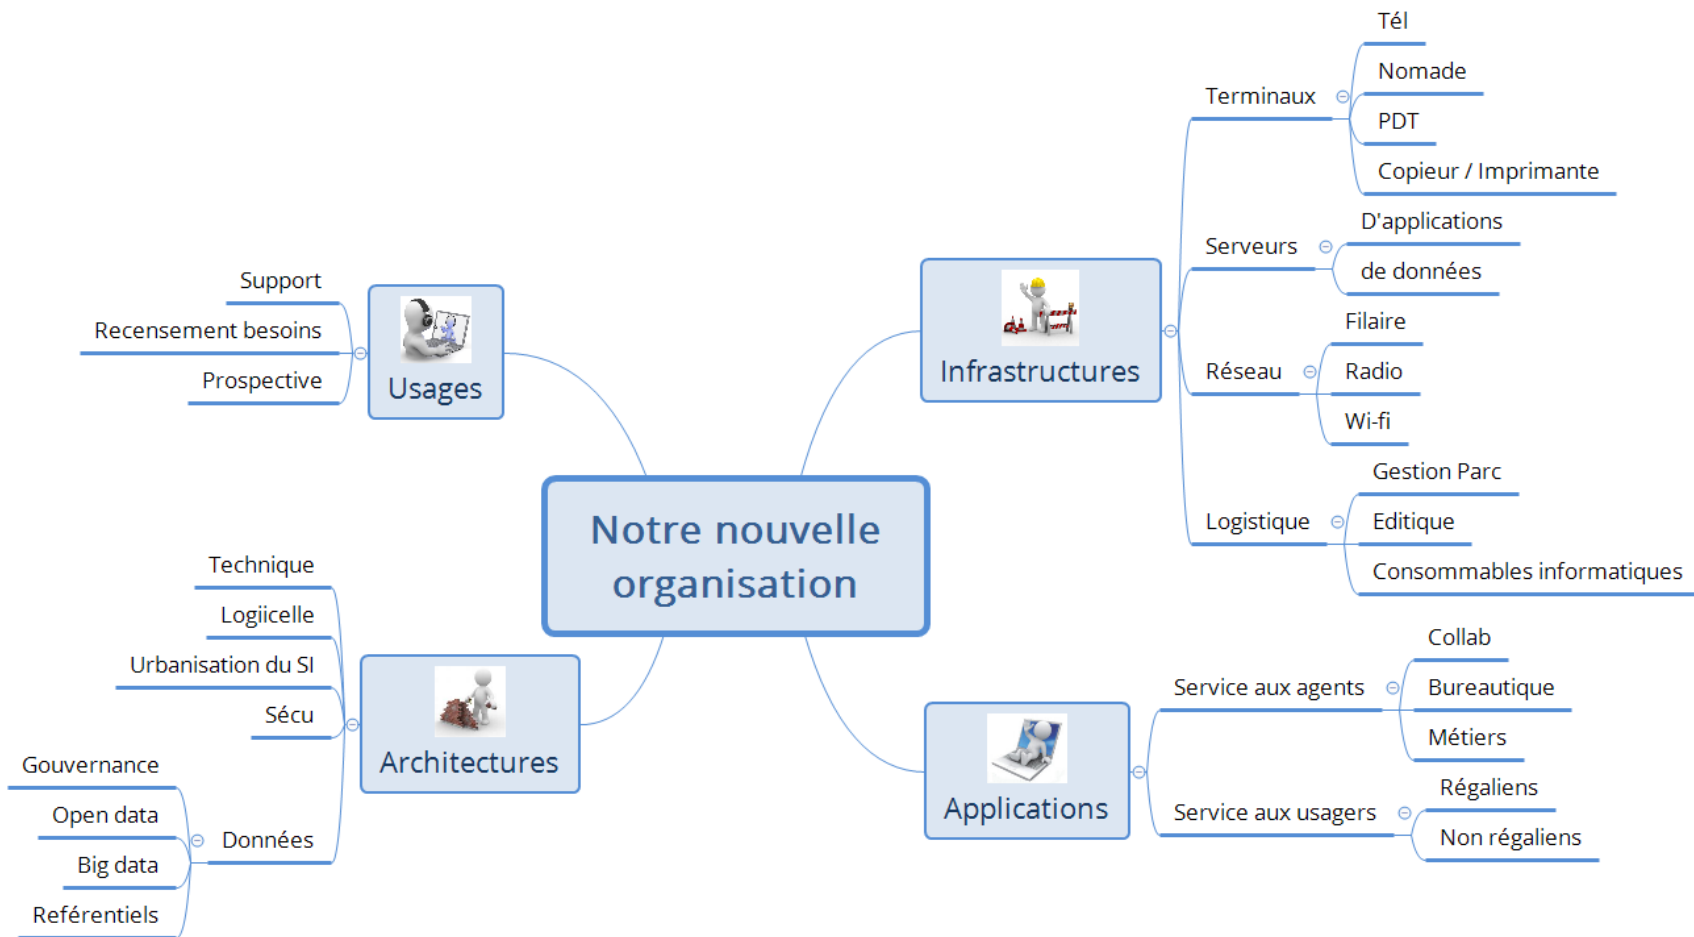 Notre nouvelle
organisation
Infrastructures
Terminaux
Tél
Nomade
PDT
Copieur / Imprimante
Serveurs
D'applications
de données
Réseau
Filaire
Radio
Wi-fi
Logistique
Gestion Parc
Editique
Consommables informatiques
Applications
Service aux agents
Collab
Bureautique
Métiers
Service aux usagers
Régaliens
Non régaliens
Usages
Support
Recensement besoins
Prospective
Architectures
Technique
Logiicelle
Urbanisation du SI
Sécu
Données
Gouvernance
Open data
Big data
Reférentiels